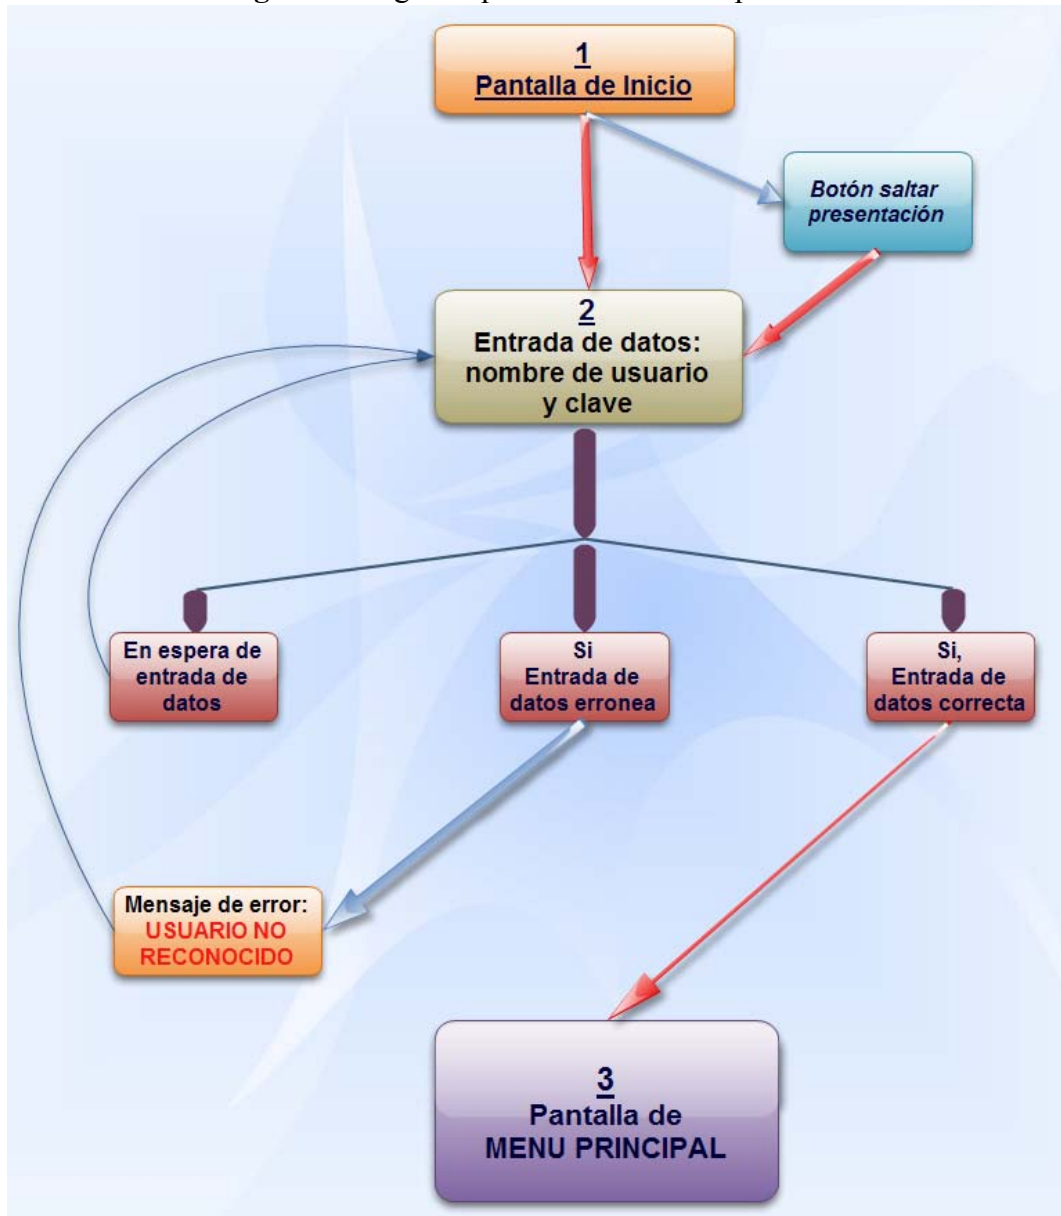 1
Pantalla de Inicio
Botón saltar
presentación
2
Entrada de datos:
nombre de usuario
y clave
En espera de
entrada de
datos
Si
Entrada de
datos erronea
Si,
Entrada de
datos correcta
Mensaje de error:
USUARIO NO
RECONOCIDO
3
Pantalla de
MENU PRINCIPAL